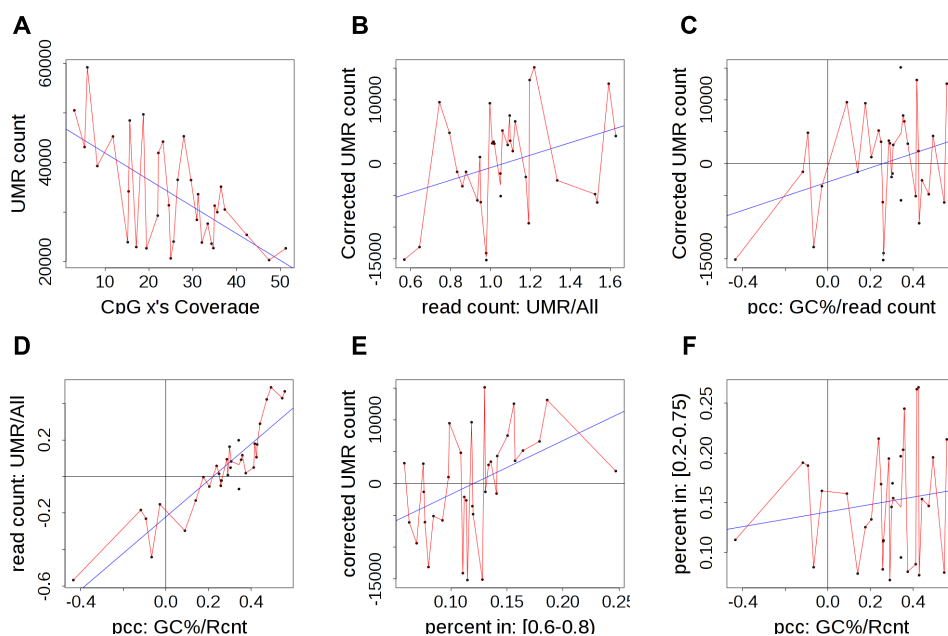 A
B
C
UMR count
20000
40000
60000
10
20
30
40
50
CpG x's Coverage
Corrected UMR count
-15000
0
10000
0.6
0.8
1.0
1.2
1.4
1.6
read count: UMR/All
Corrected UMR count
-15000
0
10000
-0.4
0.0
0.2
0.4
pcc: GC%/read count
D
E
F
read count: UMR/All
-0.6
-0.2
0.2
-0.4
0.0
0.2
0.4
pcc: GC%/Rcnt
corrected UMR count
-15000
0
10000
0.10
0.15
0.20
0.25
percent in: [0.6-0.8)
percent in: [0.2-0.75)
0.10
0.15
0.20
0.25
-0.4
0.0
0.2
0.4
pcc: GC%/Rcnt